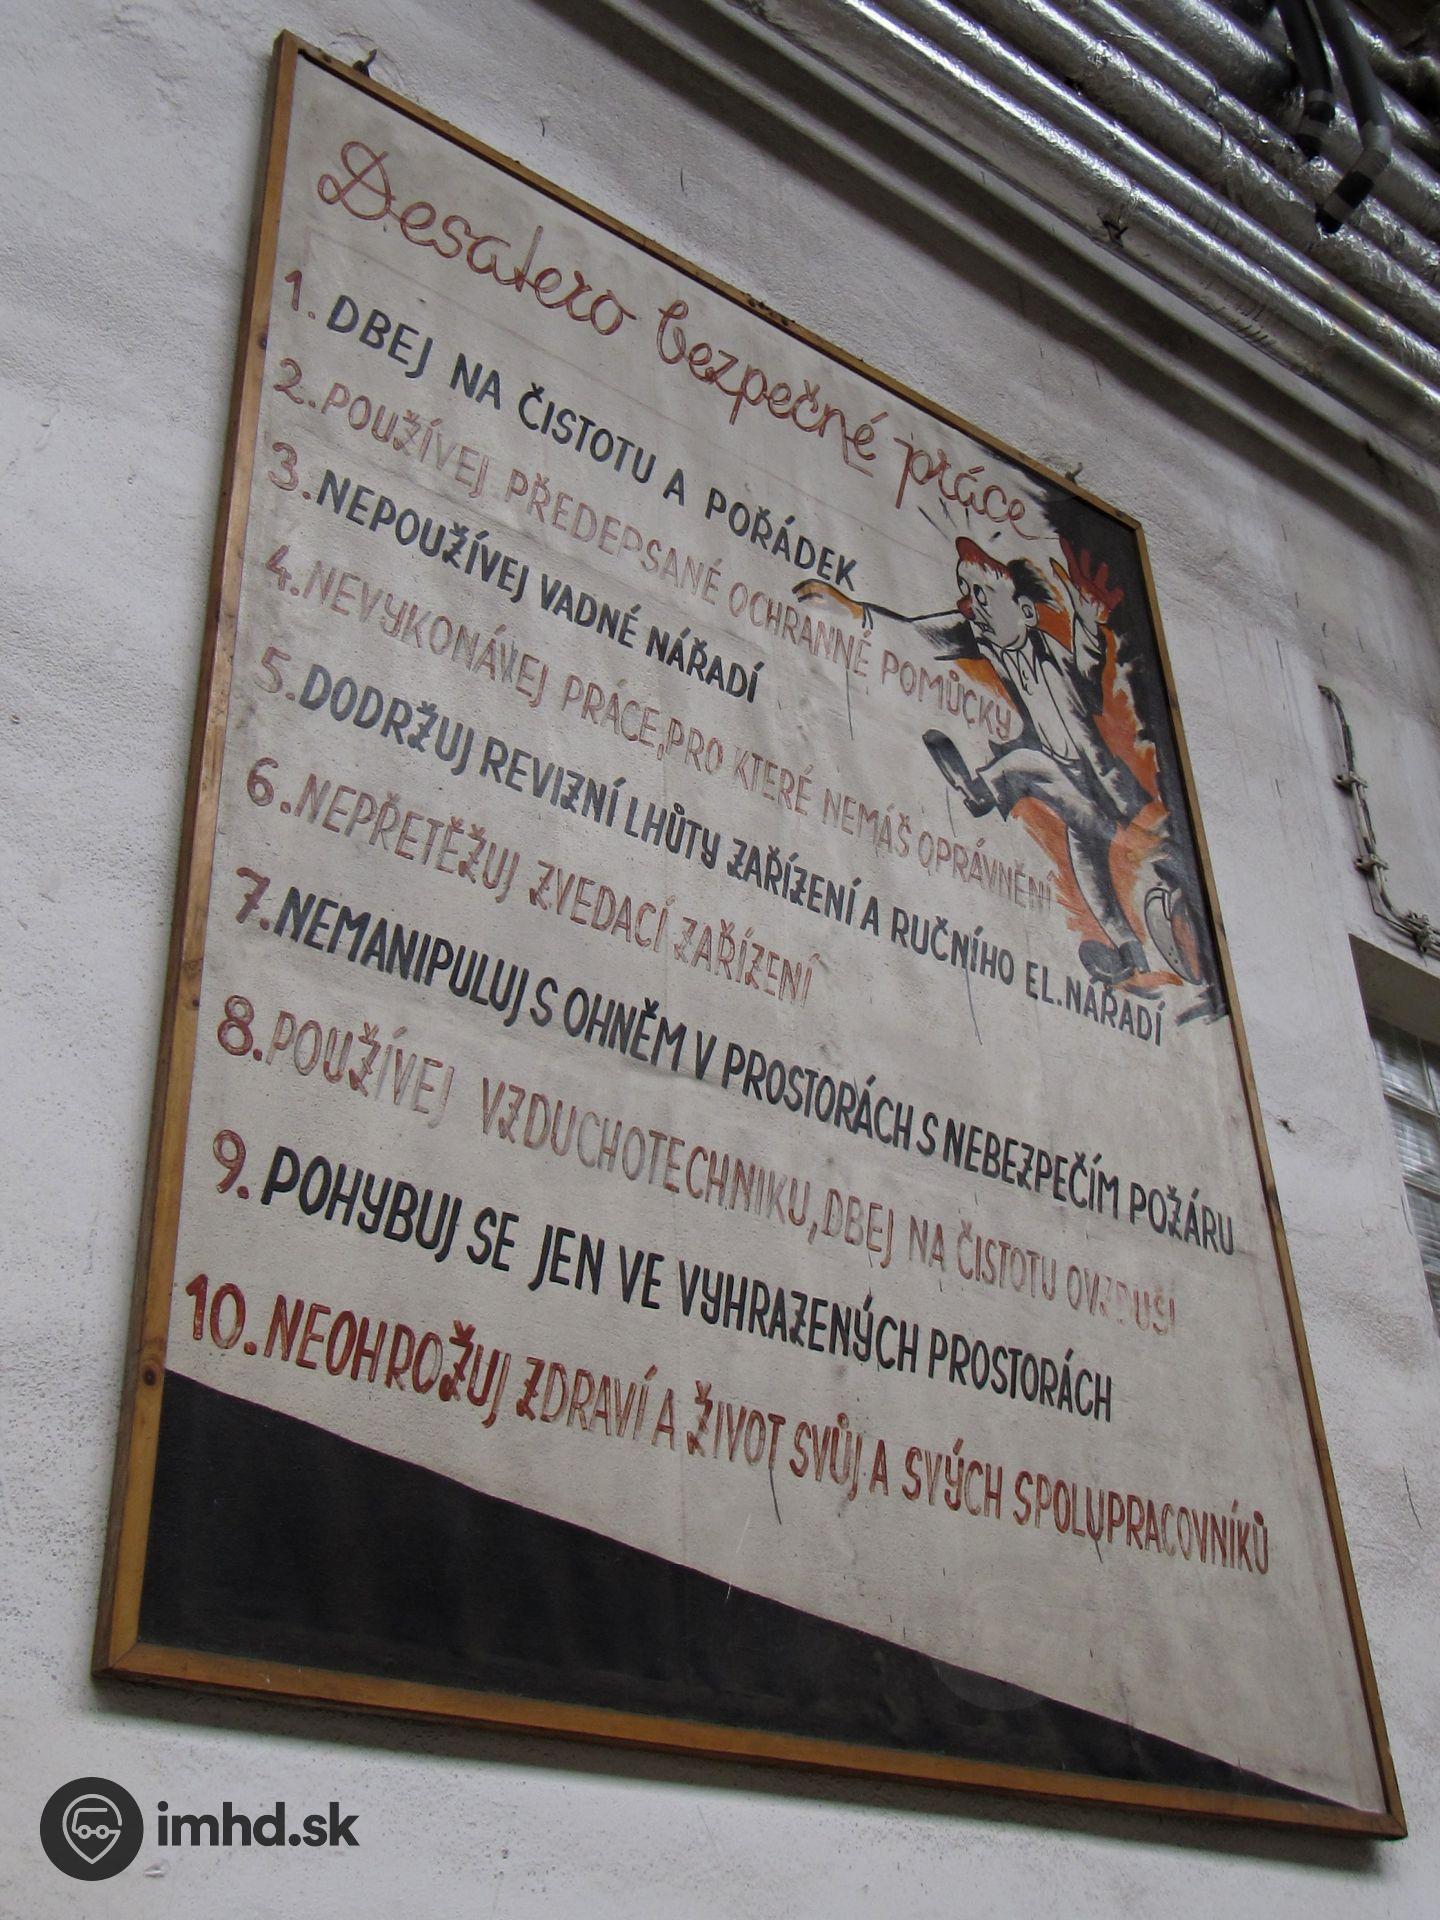 Desatero bezpečné práce
1. DBEJ NA ČISTOTU A POŘÁDEK
2. POUŽÍVEJ PŘEDEPSANÉ OCHRANNÉ POMŮCKY
3. NEPOUŽÍVEJ VADNÉ NÁŘADÍ
4. NEVYKONÁVEJ PRÁCE, PRO KTERÉ NEMÁŠ OPRÁVNĚNÍ
5. DODRŽUJ REVIZNÍ LHŮTY ZAŘÍZENÍ A RUČNÍHO EL. NÁŘADÍ
6. NEPŘETĚŽUJ ZVEDACÍ ZAŘÍZENÍ
7. NEMANIPULUJ S OHNĚM V PROSTORÁCH S NEBEZPEČÍM POŽÁRU
8. POUŽÍVEJ VZDUCHOTECHNIKU, DBEJ NA ČISTOTU OVZDUŠÍ
9. POHYBUJ SE JEN VE VYHRAZENÝCH PROSTORÁCH
10. NEOHROŽUJ ZDRAVÍ A ŽIVOT SVŮJ A SVÝCH SPOLUPRACOVNÍKŮ
imhd.sk